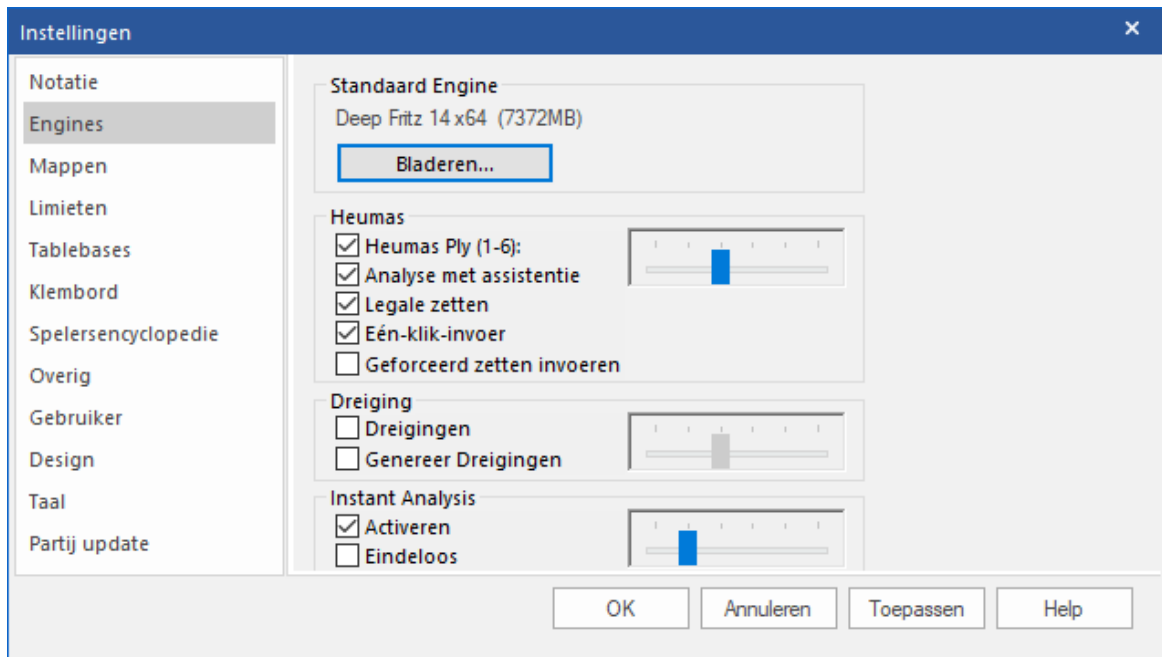 Instellingen
Notatie
Engines
Mappen
Limieten
Tablebases
Klembord
Spelersencyclopedie
Overig
Gebruiker
Design
Taal
Partij update
Standaard Engine
Deep Fritz 14 x64 (7372MB)
Bladeren...
Heumas
Heumas Ply (1-6):
Analyse met assistentie
Legale zetten
Eén-klik-invoer
Geforceerd zetten invoeren
Dreiging
Dreigingen
Genereer Dreigingen
Instant Analysis
Activeren
Eindeloos
OK Annuleren Toepassen Help